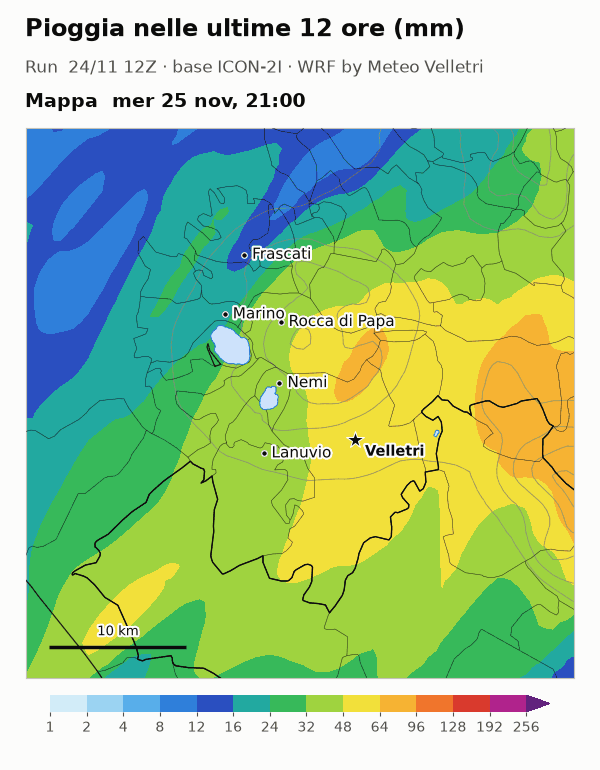 Pioggia nelle ultime 12 ore (mm)
Run  24/11 12Z · base ICON-2I · WRF by Meteo Velletri
Mappa  mer 25 nov, 21:00
Frascati
Marino
Rocca di Papa
Nemi
Velletri
Lanuvio
10 km
1 2 4 8 12 16 24 32 48 64 96 128 192 256